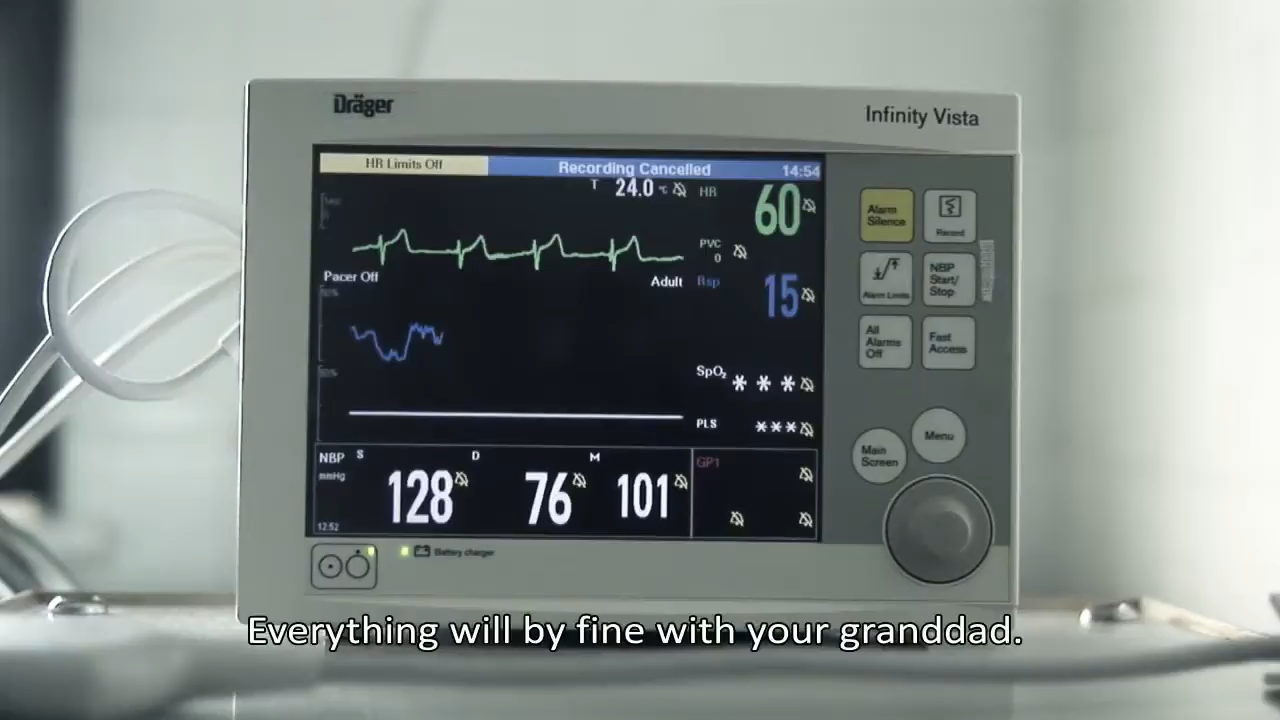 Dräger
Infinity Vista
HR Limits Off
Recording Cancelled
14:54
T 24.0 °C
HR
60
PVC
0
Pacer Off
Adult
Rsp
15
SpO₂
* * *
PLS
***
NBP
mmHg
S
128
D
76
M
101
12:52
GP1
Alarm
Silence
Record
Alarm Limits
NBP
Start/
Stop
All
Alarms
Off
Fast
Access
Main
Screen
Menu
Battery charger
Everything will by fine with your granddad.